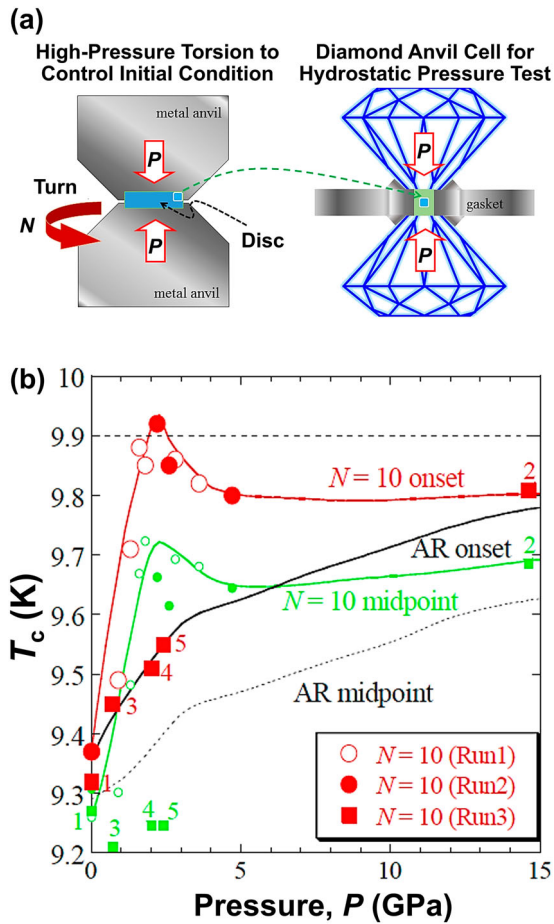 (a)
High-Pressure Torsion to
Control Initial Condition
Diamond Anvil Cell for
Hydrostatic Pressure Test
metal anvil
P
Turn
N
P
Disc
metal anvil
P
gasket
P
(b)
10
9.9
9.8
9.7
9.6
9.5
9.4
9.3
9.2
Tc (K)
N = 10 onset
2
AR onset
2
N = 10 midpoint
5
4
3
AR midpoint
1
1
3
4 5
N = 10 (Run1)
N = 10 (Run2)
N = 10 (Run3)
0 5 10 15
Pressure, P (GPa)